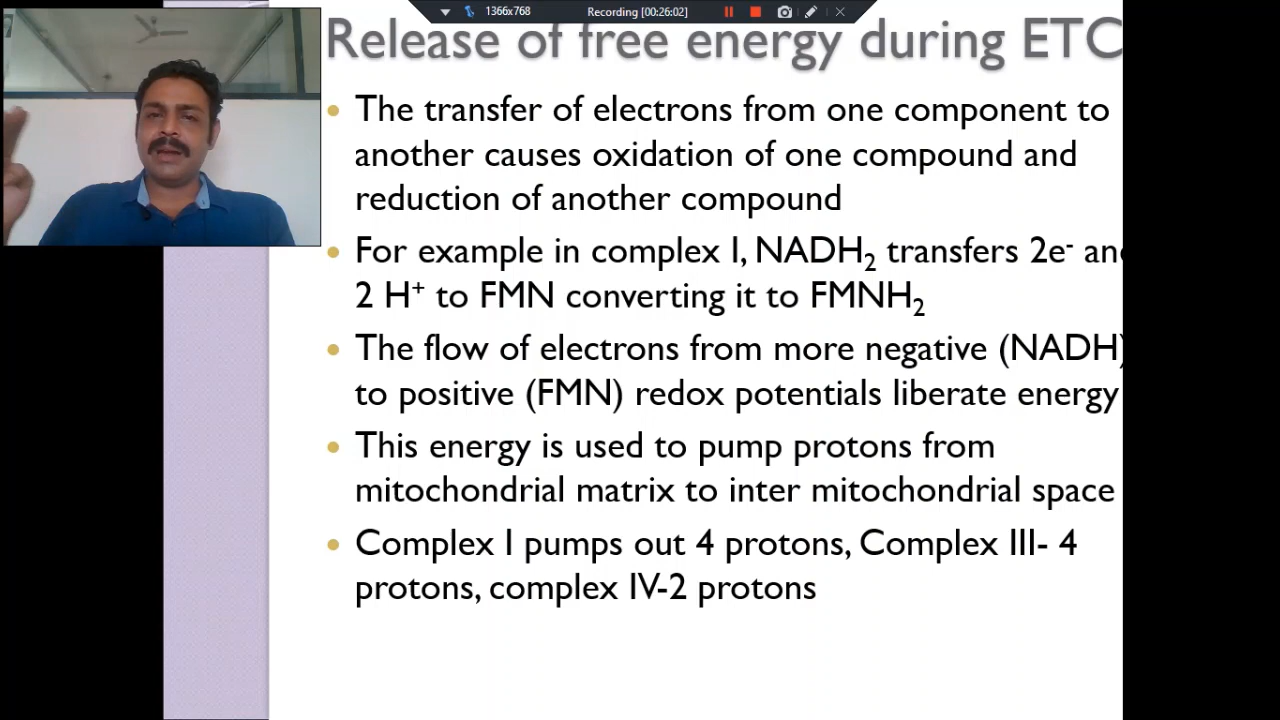 1366x768
Recording [00:26:02]
Release of free energy during ETC
The transfer of electrons from one component to
another causes oxidation of one compound and
reduction of another compound
For example in complex I, NADH₂ transfers 2e⁻ and
2 H⁺ to FMN converting it to FMNH₂
The flow of electrons from more negative (NADH)
to positive (FMN) redox potentials liberate energy
This energy is used to pump protons from
mitochondrial matrix to inter mitochondrial space
Complex I pumps out 4 protons, Complex III- 4
protons, complex IV-2 protons